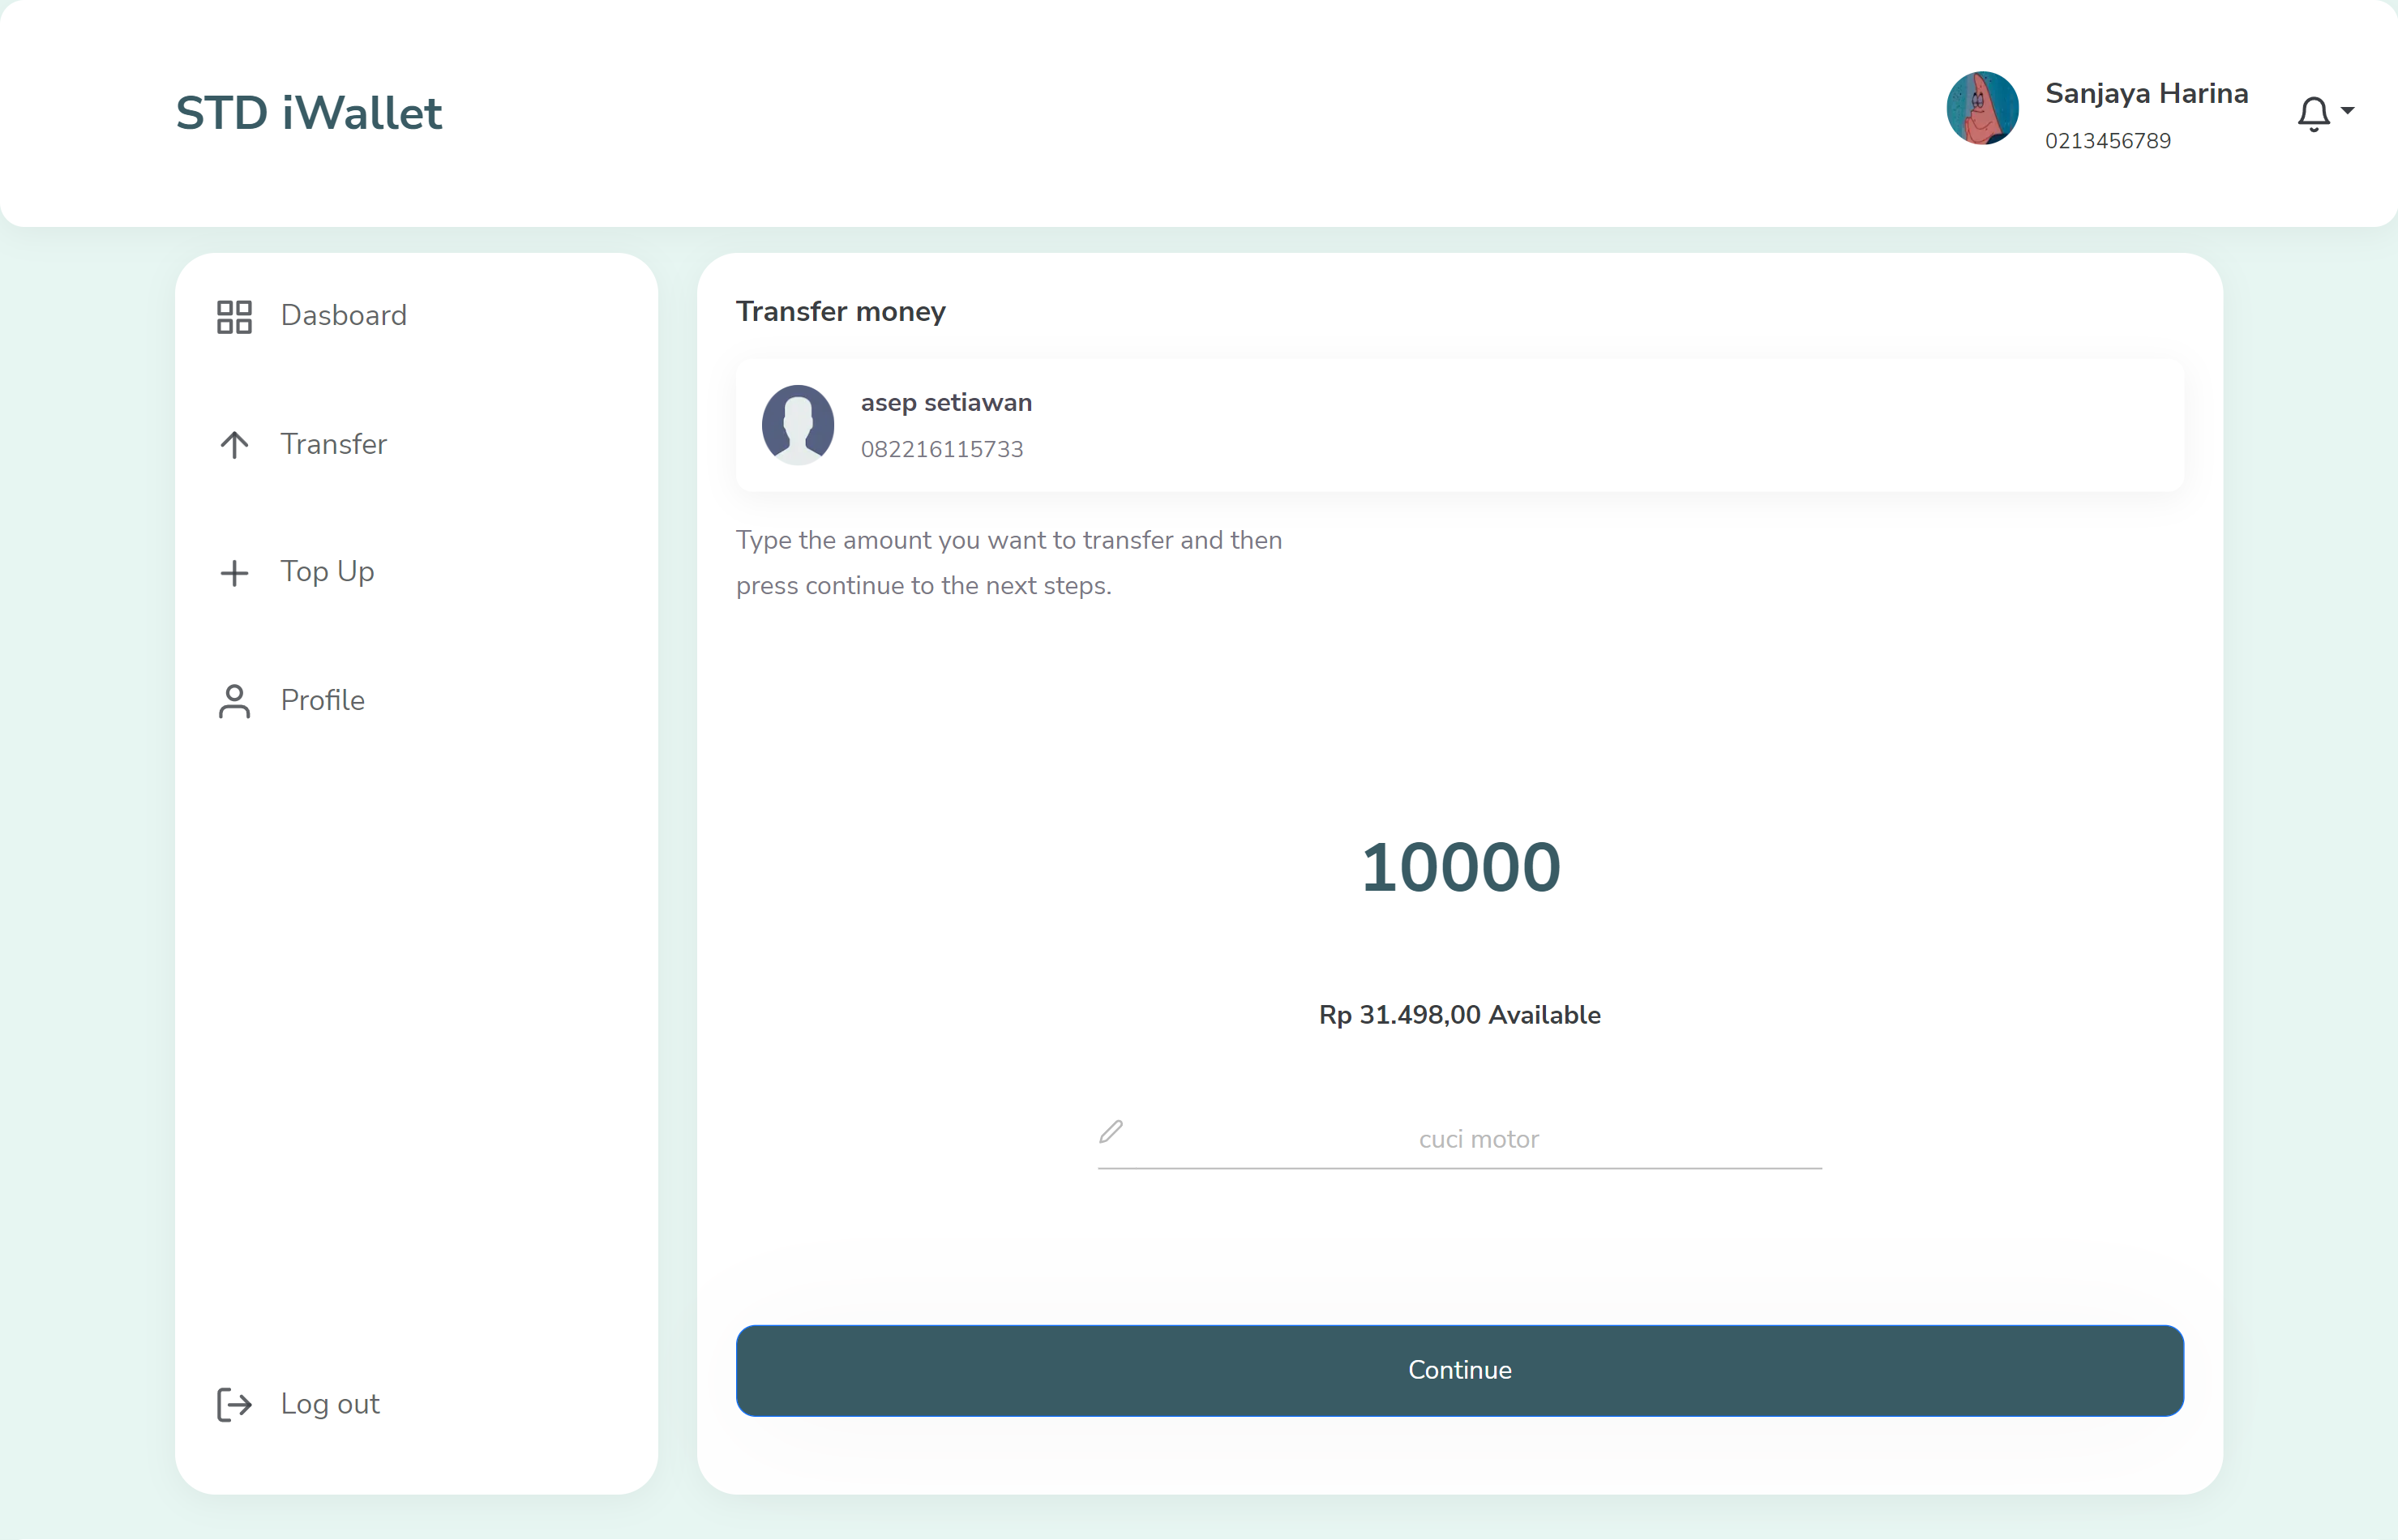 STD iWallet
Sanjaya Harina
0213456789
Dasboard
Transfer
Top Up
Profile
Log out
Transfer money
asep setiawan
082216115733
Type the amount you want to transfer and then
press continue to the next steps.
10000
Rp 31.498,00 Available
cuci motor
Continue